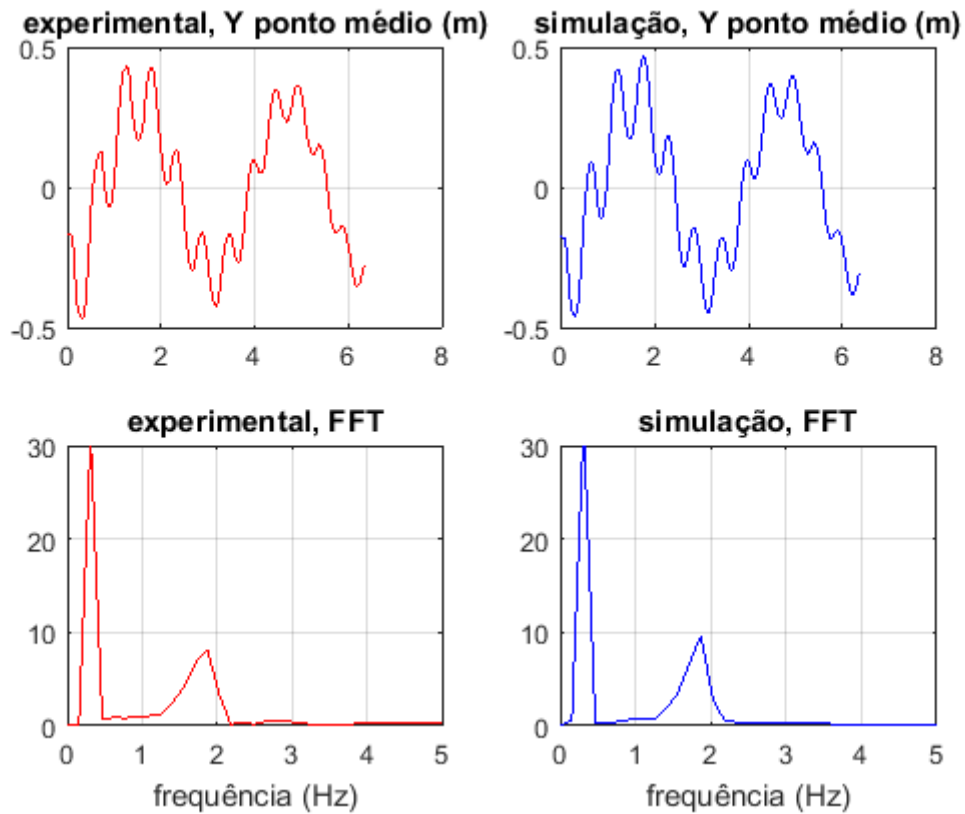 experimental, Y ponto médio (m)
0.5
0
-0.5
0 2 4 6 8
simulação, Y ponto médio (m)
0.5
0
-0.5
0 2 4 6 8
experimental, FFT
30
20
10
0
0 1 2 3 4 5
frequência (Hz)
simulação, FFT
30
20
10
0
0 1 2 3 4 5
frequência (Hz)